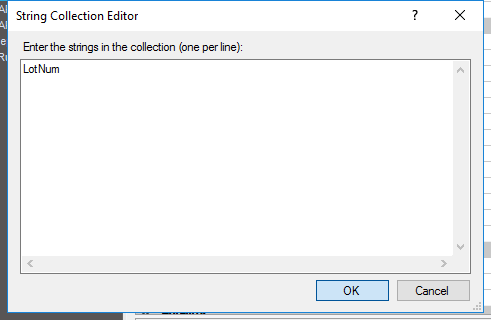 String Collection Editor
?
Enter the strings in the collection (one per line):
LotNum
OK
Cancel